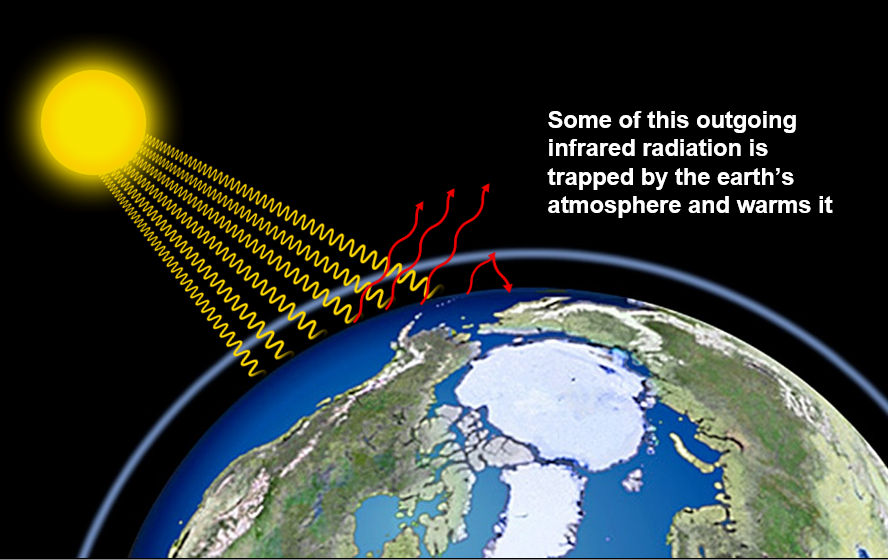 Some of this outgoing
infrared radiation is
trapped by the earth’s
atmosphere and warms it